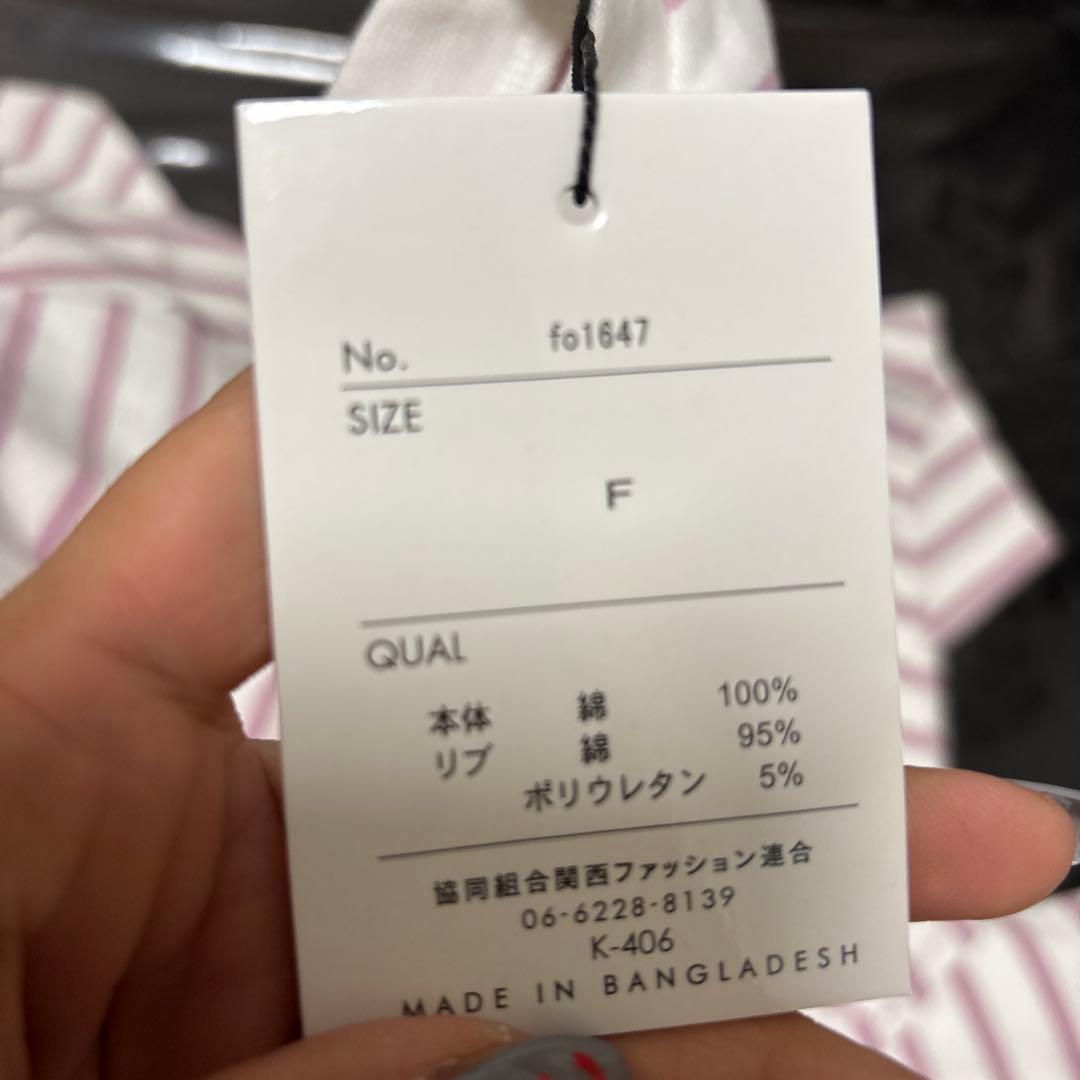 No. fo1647
SIZE
F
QUAL
本体 綿 100%
リブ 綿 95%
ポリウレタン 5%
協同組合関西ファッション連合
06-6228-8139
K-406
MADE IN BANGLADESH